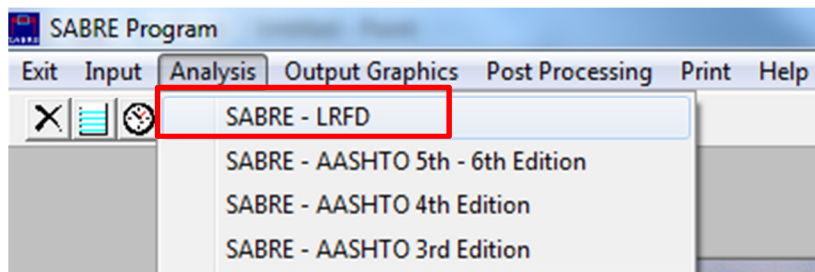 SABRE Program
Exit Input Analysis Output Graphics Post Processing Print Help
SABRE - LRFD
SABRE - AASHTO 5th - 6th Edition
SABRE - AASHTO 4th Edition
SABRE - AASHTO 3rd Edition